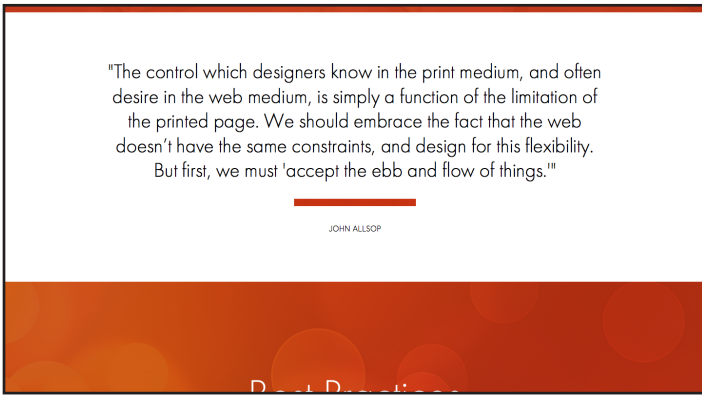 "The control which designers know in the print medium, and often
desire in the web medium, is simply a function of the limitation of
the printed page. We should embrace the fact that the web
doesn’t have the same constraints, and design for this flexibility.
But first, we must 'accept the ebb and flow of things.'"
JOHN ALLSOP
Best Practices